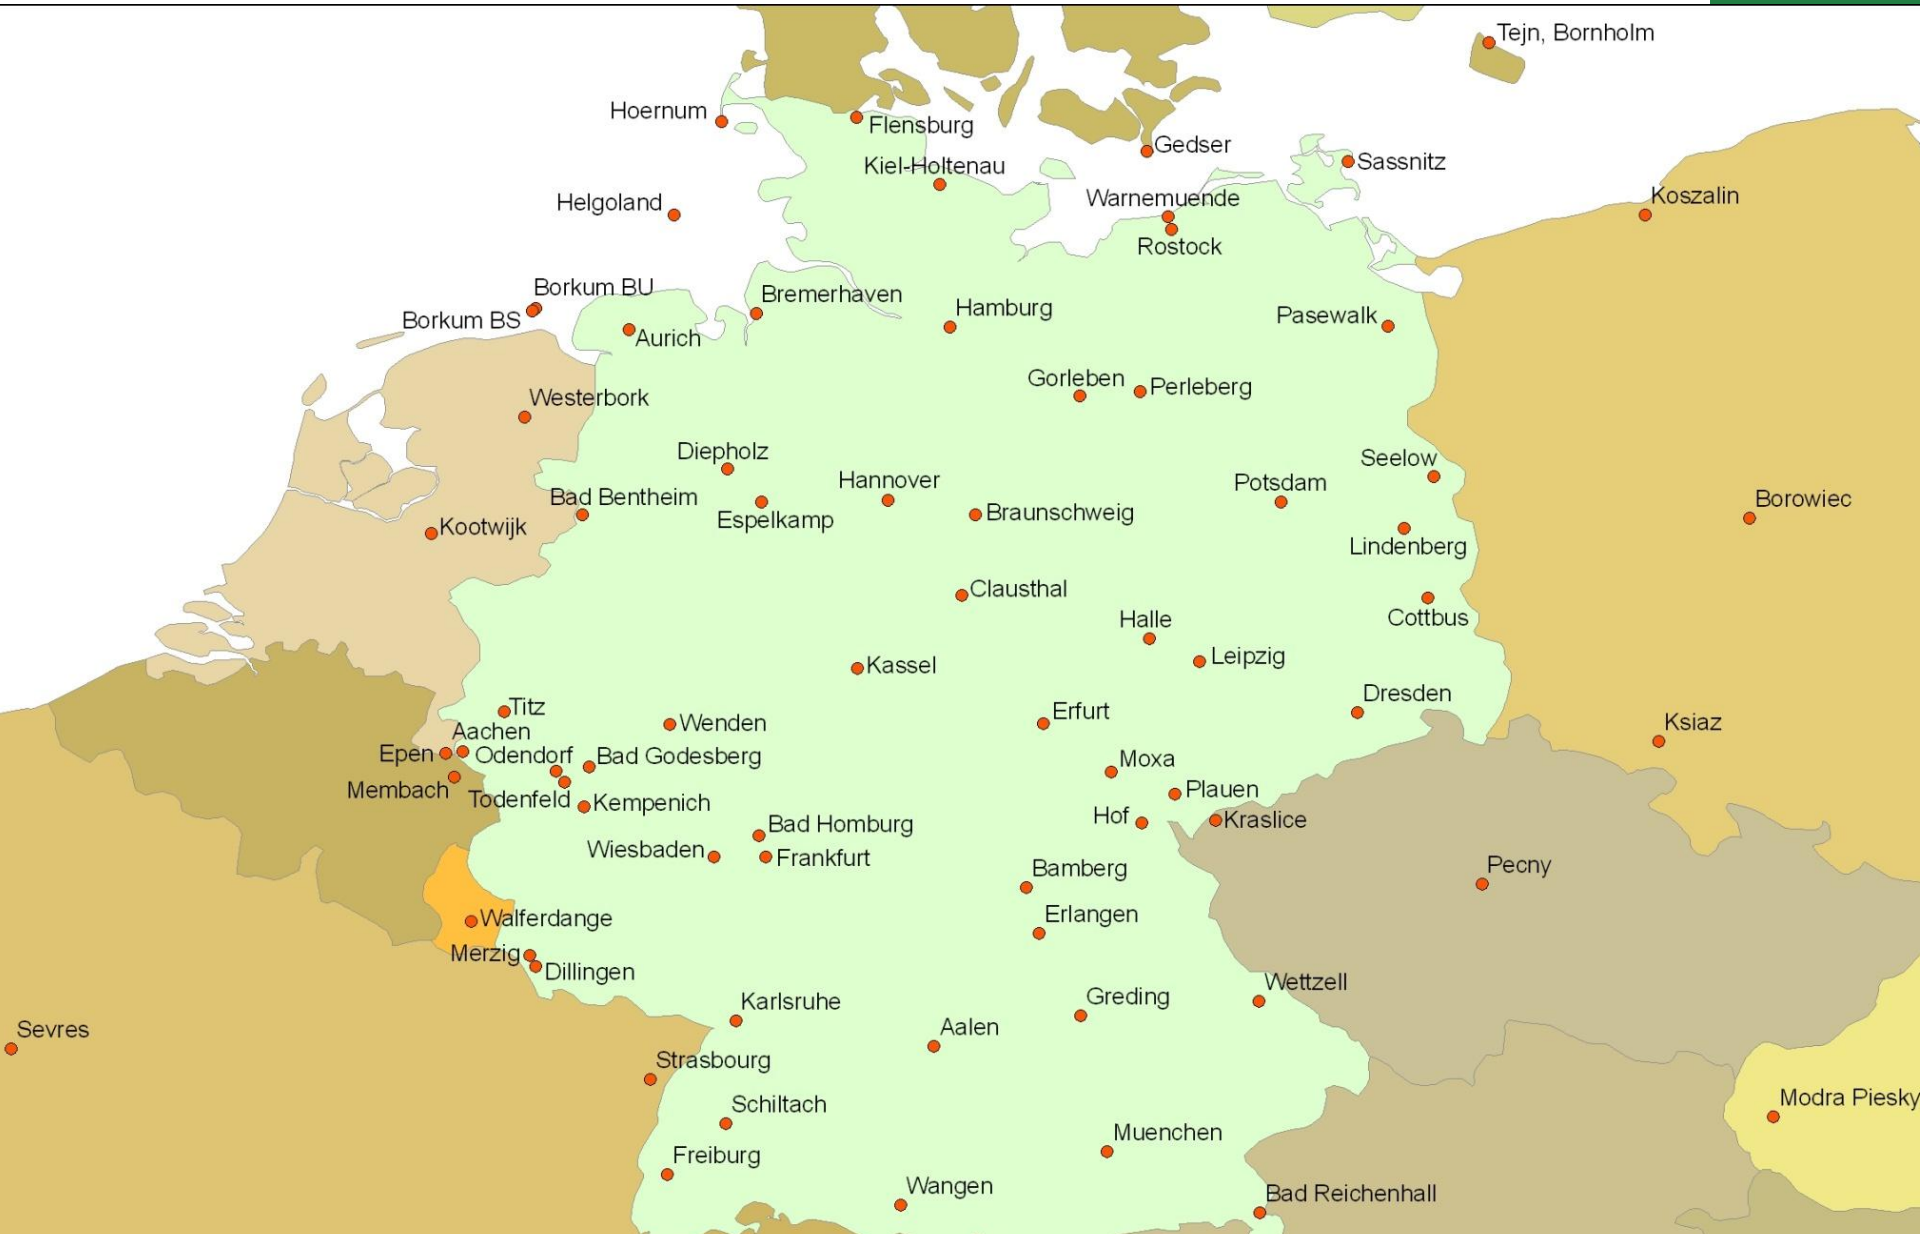 Tejn, Bornholm
Hoernum
Flensburg
Gedser
Kiel-Holtenau
Sassnitz
Helgoland
Warnemuende
Koszalin
Rostock
Borkum BU
Bremerhaven
Hamburg
Borkum BS
Pasewalk
Aurich
Gorleben
Perleberg
Westerbork
Diepholz
Seelow
Hannover
Potsdam
Bad Bentheim
Borowiec
Espelkamp
Braunschweig
Kootwijk
Lindenberg
Clausthal
Halle
Cottbus
Kassel
Leipzig
Dresden
Titz
Erfurt
Wenden
Ksiaz
Aachen
Epen
Odendorf
Bad Godesberg
Moxa
Membach
Todenfeld
Kempenich
Plauen
Hof
Kraslice
Bad Homburg
Wiesbaden
Frankfurt
Pecny
Bamberg
Walferdange
Erlangen
Merzig
Dillingen
Wettzell
Karlsruhe
Greding
Sevres
Aalen
Strasbourg
Modra Piesky
Schiltach
Muenchen
Freiburg
Wangen
Bad Reichenhall